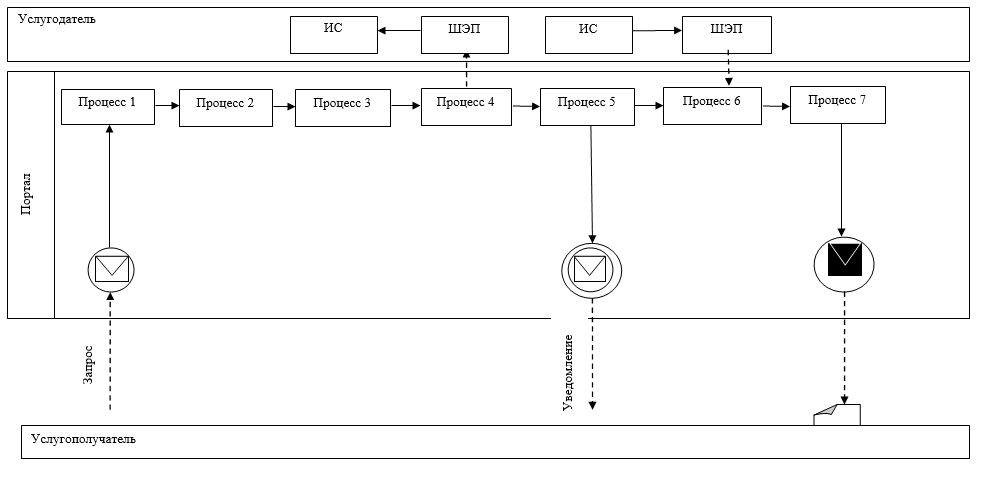 Услугодатель
ИС
ШЭП
ИС
ШЭП
Портал
Процесс 1
Процесс 2
Процесс 3
Процесс 4
Процесс 5
Процесс 6
Процесс 7
Запрос
Уведомление
Услугополучатель